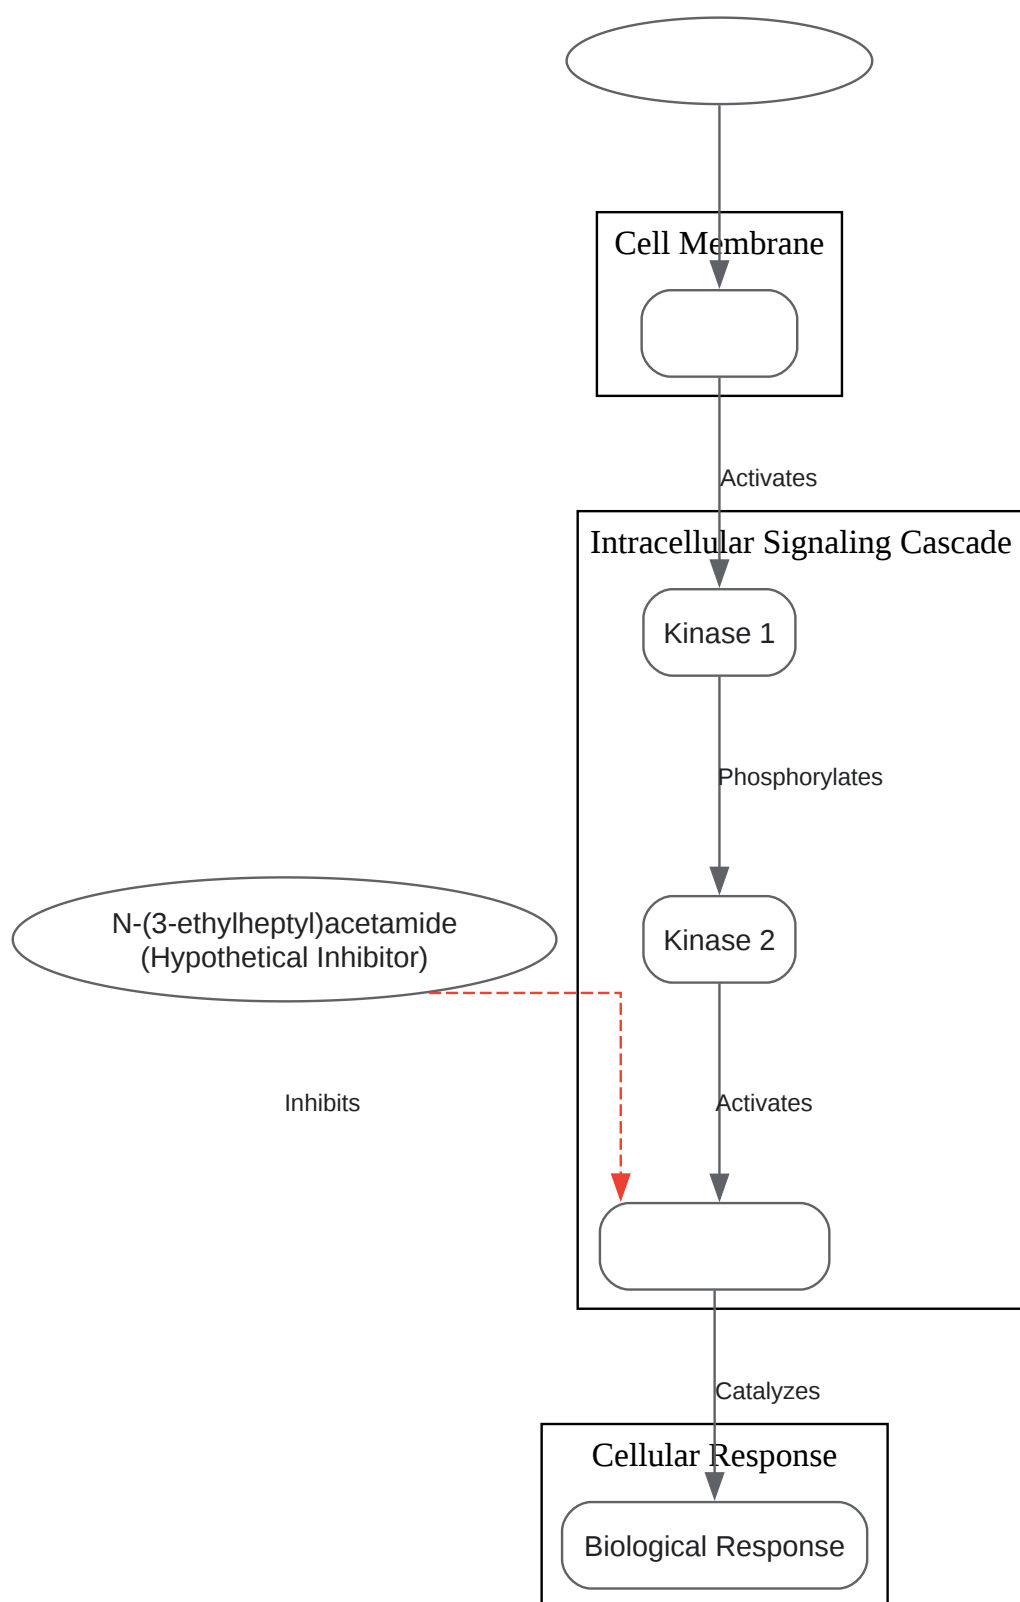 Cell Membrane
Activates
Intracellular Signaling Cascade
Kinase 1
Phosphorylates
N-(3-ethylheptyl)acetamide
(Hypothetical Inhibitor)
Kinase 2
Inhibits
Activates
Catalyzes
Cellular Response
Biological Response